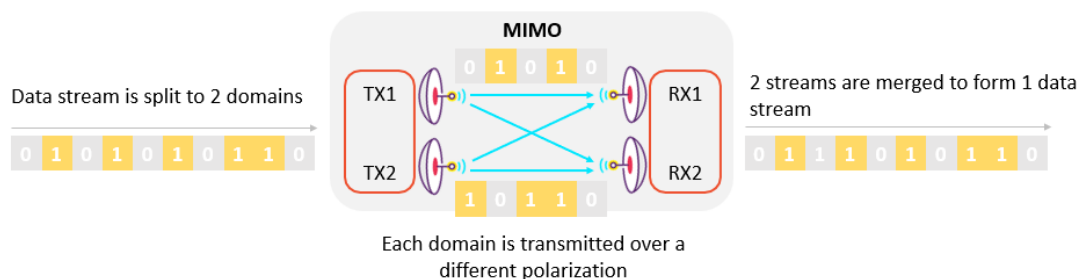 MIMO
0 1 0 1 0
Data stream is split to 2 domains
TX1
RX1
2 streams are merged to form 1 data
stream
0 1 0 1 0 1 0 1 1 0
0 1 1 1 0 1 0 1 1 0
TX2
RX2
1 0 1 1 0
Each domain is transmitted over a
different polarization